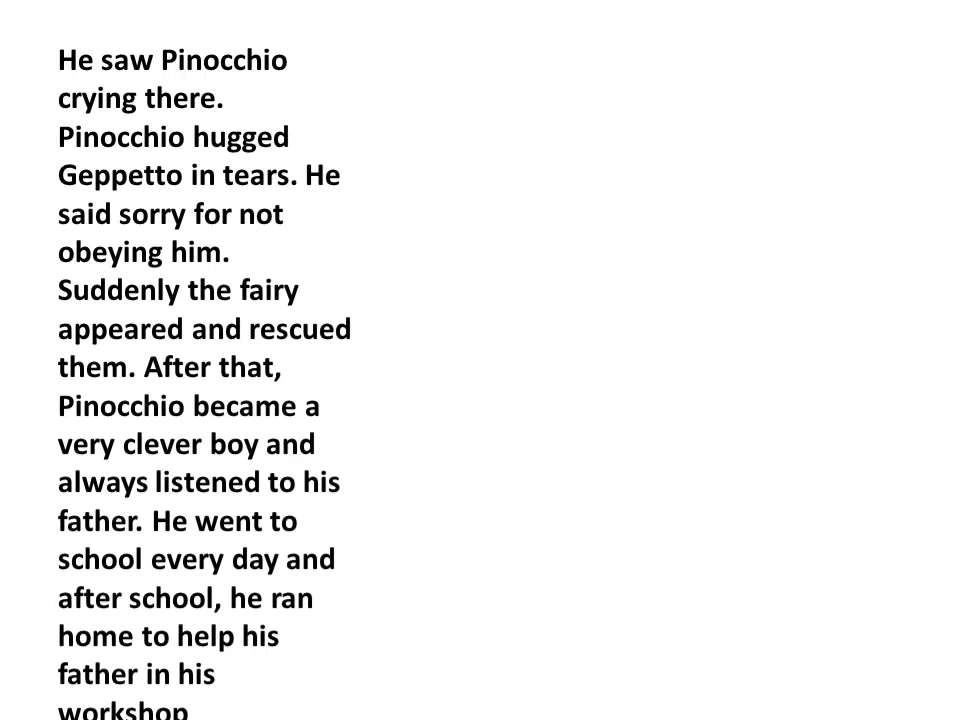 He saw Pinocchio
crying there.
Pinocchio hugged
Geppetto in tears. He
said sorry for not
obeying him.
Suddenly the fairy
appeared and rescued
them. After that,
Pinocchio became a
very clever boy and
always listened to his
father. He went to
school every day and
after school, he ran
home to help his
father in his
workshop